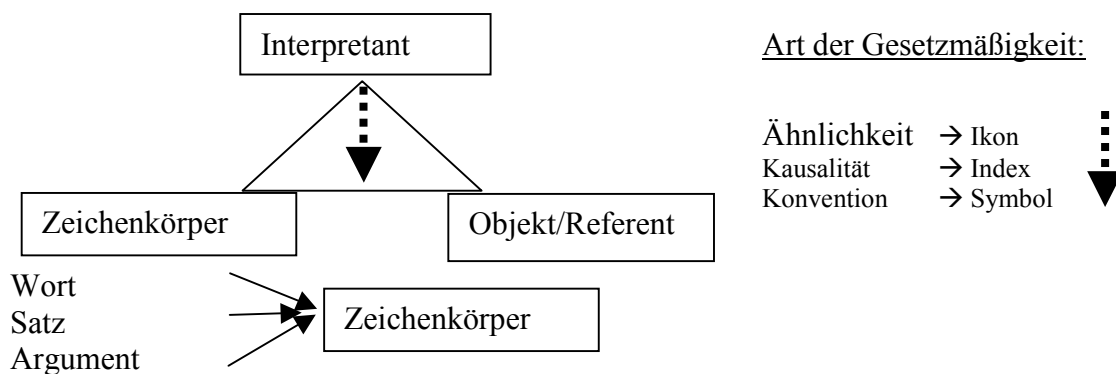 Interpretant
Art der Gesetzmäßigkeit:
Ähnlichkeit → Ikon
Kausalität → Index
Konvention → Symbol
Zeichenkörper
Objekt/Referent
Wort
Satz
Argument
Zeichenkörper